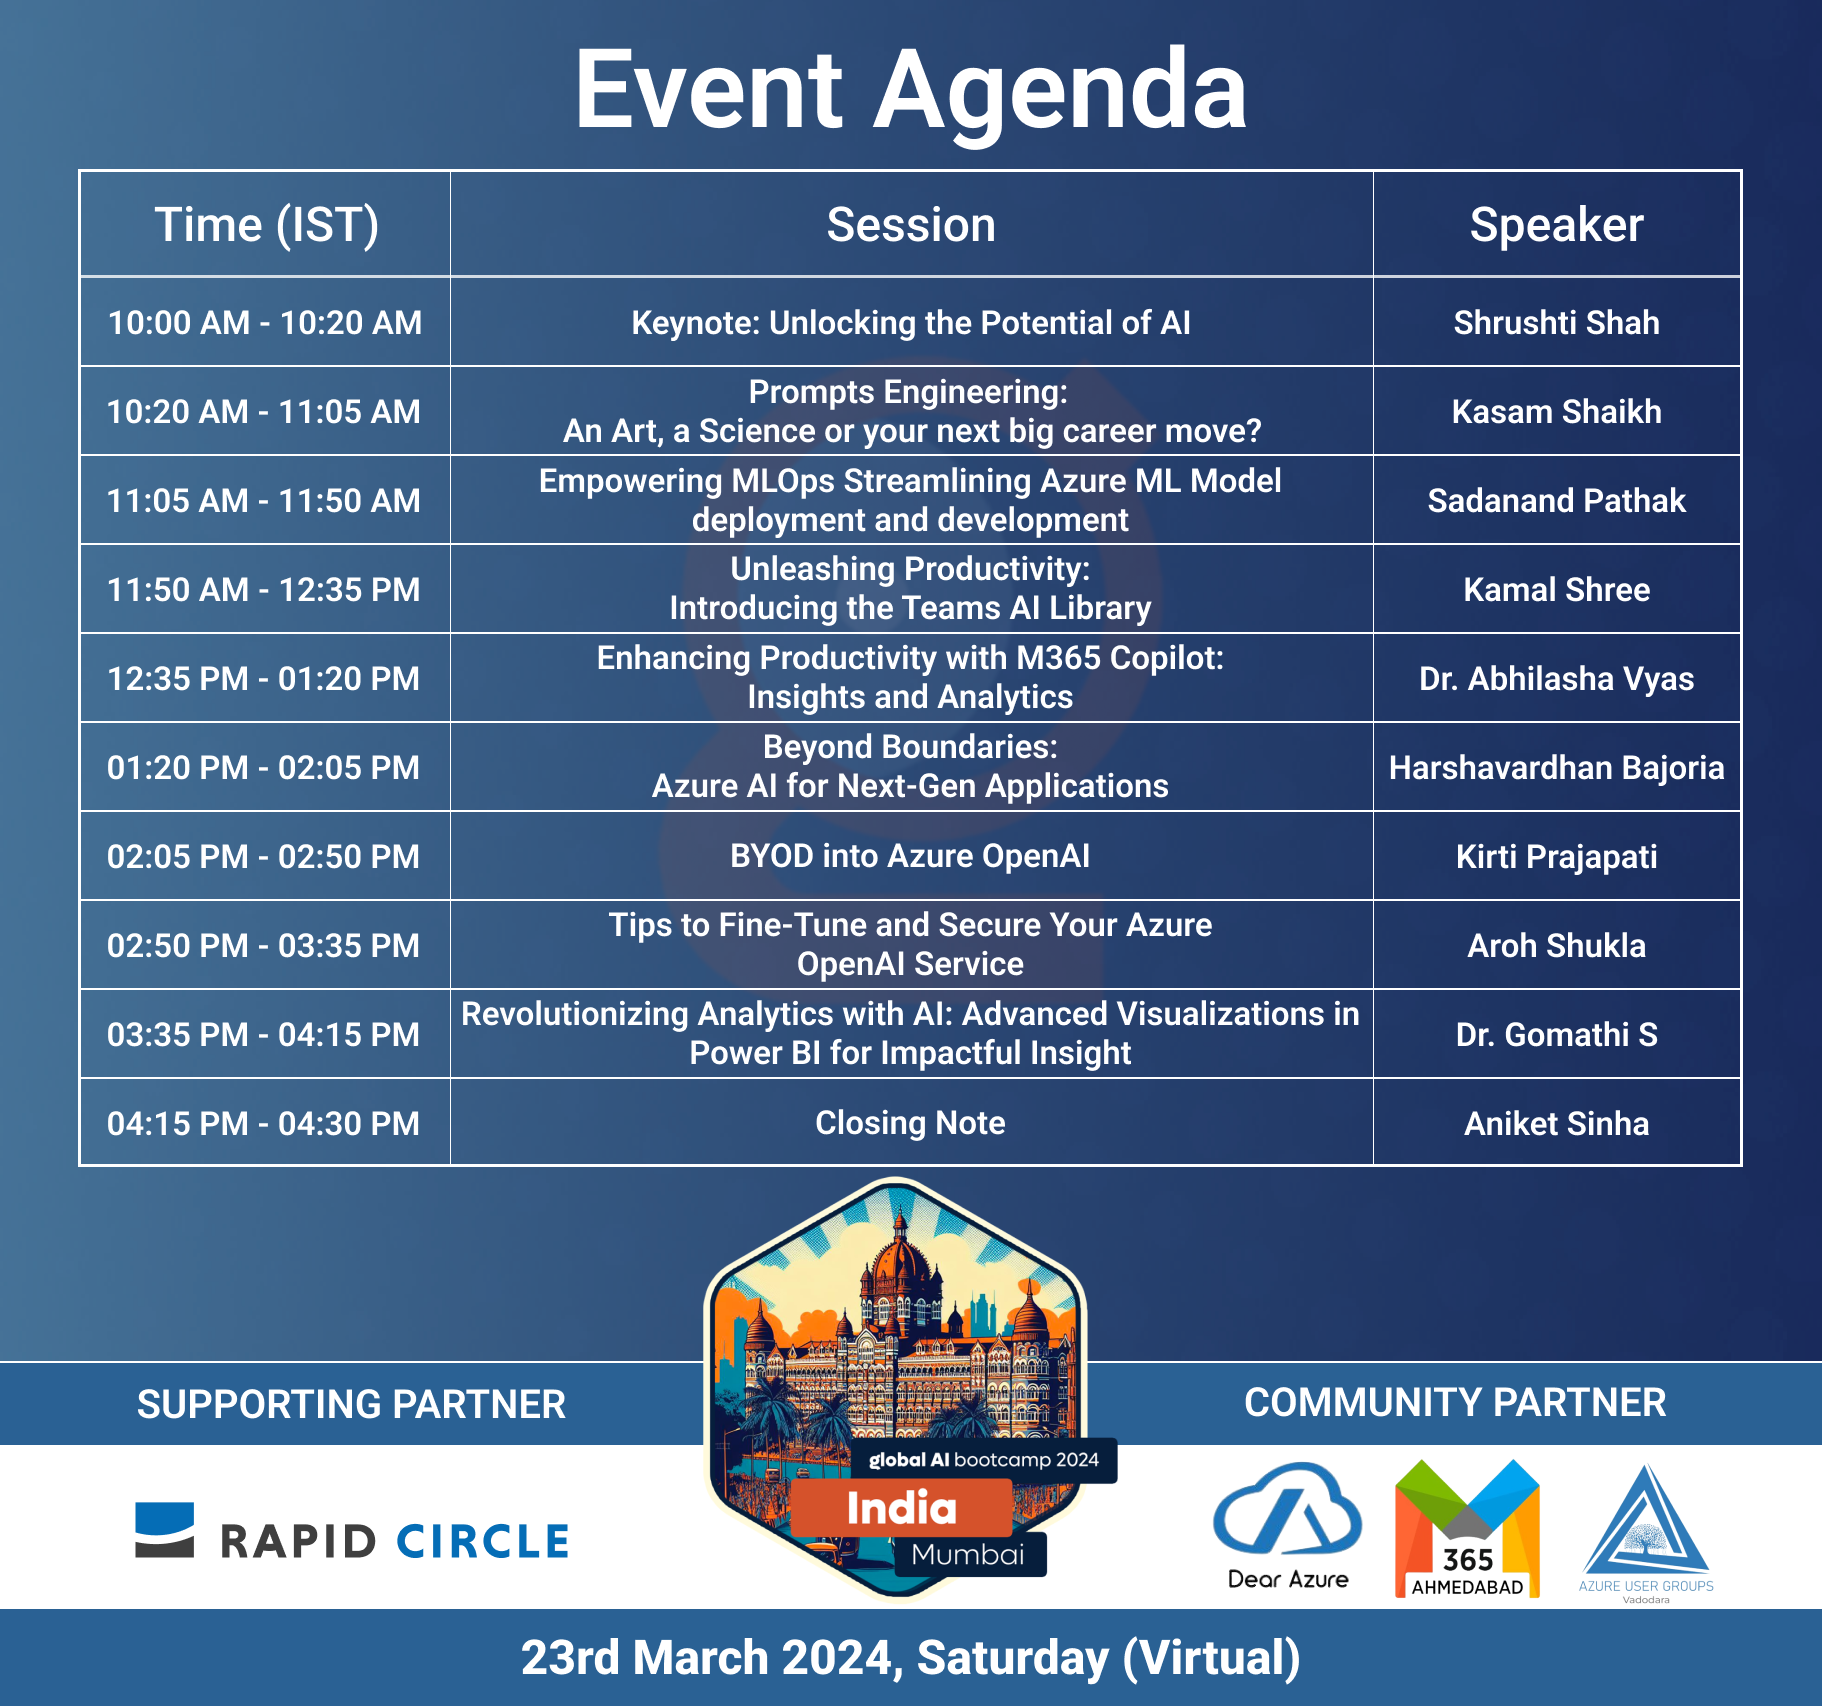 Event Agenda
Time (IST)
Session
Speaker
10:00 AM - 10:20 AM
Keynote: Unlocking the Potential of AI
Shrushti Shah
10:20 AM - 11:05 AM
Prompts Engineering:
An Art, a Science or your next big career move?
Kasam Shaikh
11:05 AM - 11:50 AM
Empowering MLOps Streamlining Azure ML Model
deployment and development
Sadanand Pathak
11:50 AM - 12:35 PM
Unleashing Productivity:
Introducing the Teams AI Library
Kamal Shree
12:35 PM - 01:20 PM
Enhancing Productivity with M365 Copilot:
Insights and Analytics
Dr. Abhilasha Vyas
01:20 PM - 02:05 PM
Beyond Boundaries:
Azure AI for Next-Gen Applications
Harshavardhan Bajoria
02:05 PM - 02:50 PM
BYOD into Azure OpenAI
Kirti Prajapati
02:50 PM - 03:35 PM
Tips to Fine-Tune and Secure Your Azure
OpenAI Service
Aroh Shukla
03:35 PM - 04:15 PM
Revolutionizing Analytics with AI: Advanced Visualizations in
Power BI for Impactful Insight
Dr. Gomathi S
04:15 PM - 04:30 PM
Closing Note
Aniket Sinha
SUPPORTING PARTNER
RAPID CIRCLE
global AI bootcamp 2024
India
Mumbai
COMMUNITY PARTNER
Dear Azure
365
AHMEDABAD
AZURE USER GROUPS
Vadodara
23rd March 2024, Saturday (Virtual)